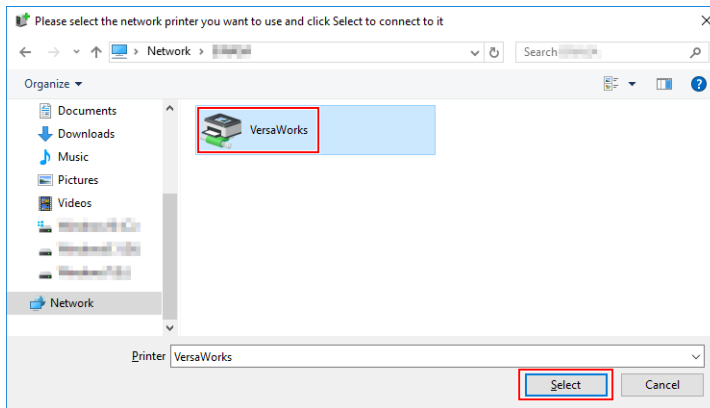 Please select the network printer you want to use and click Select to connect to it
Network
Search
Organize
Documents
Downloads
Music
Pictures
Videos
Network
VersaWorks
Printer VersaWorks
Select Cancel